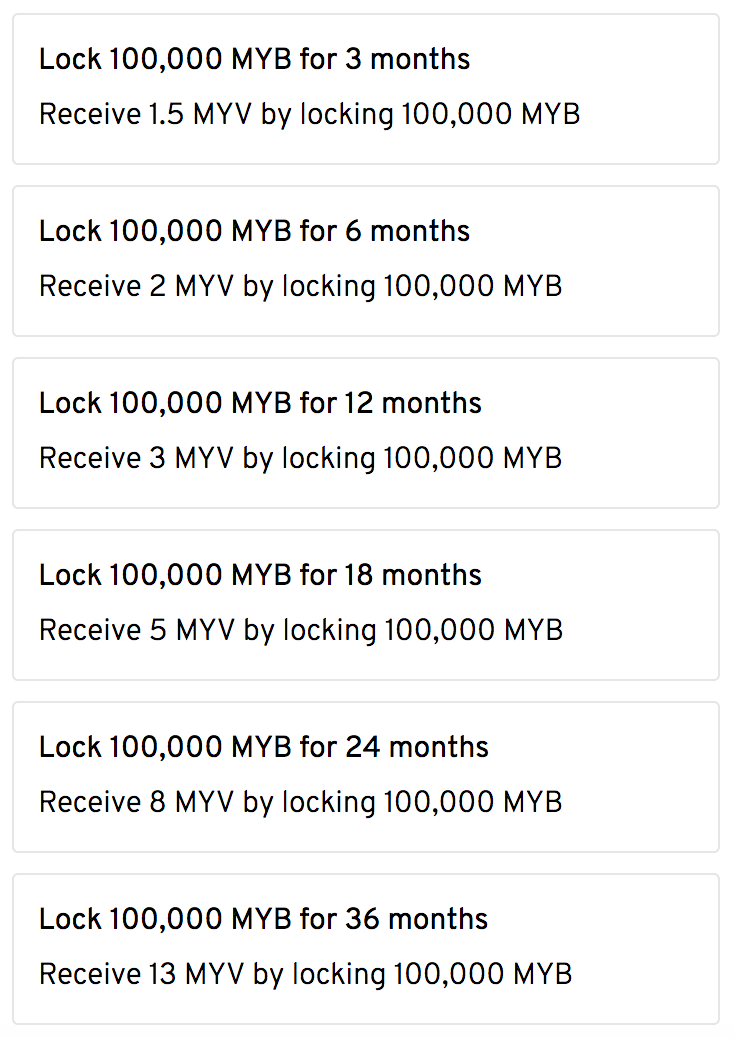 Lock 100,000 MYB for 3 months
Receive 1.5 MYV by locking 100,000 MYB
Lock 100,000 MYB for 6 months
Receive 2 MYV by locking 100,000 MYB
Lock 100,000 MYB for 12 months
Receive 3 MYV by locking 100,000 MYB
Lock 100,000 MYB for 18 months
Receive 5 MYV by locking 100,000 MYB
Lock 100,000 MYB for 24 months
Receive 8 MYV by locking 100,000 MYB
Lock 100,000 MYB for 36 months
Receive 13 MYV by locking 100,000 MYB